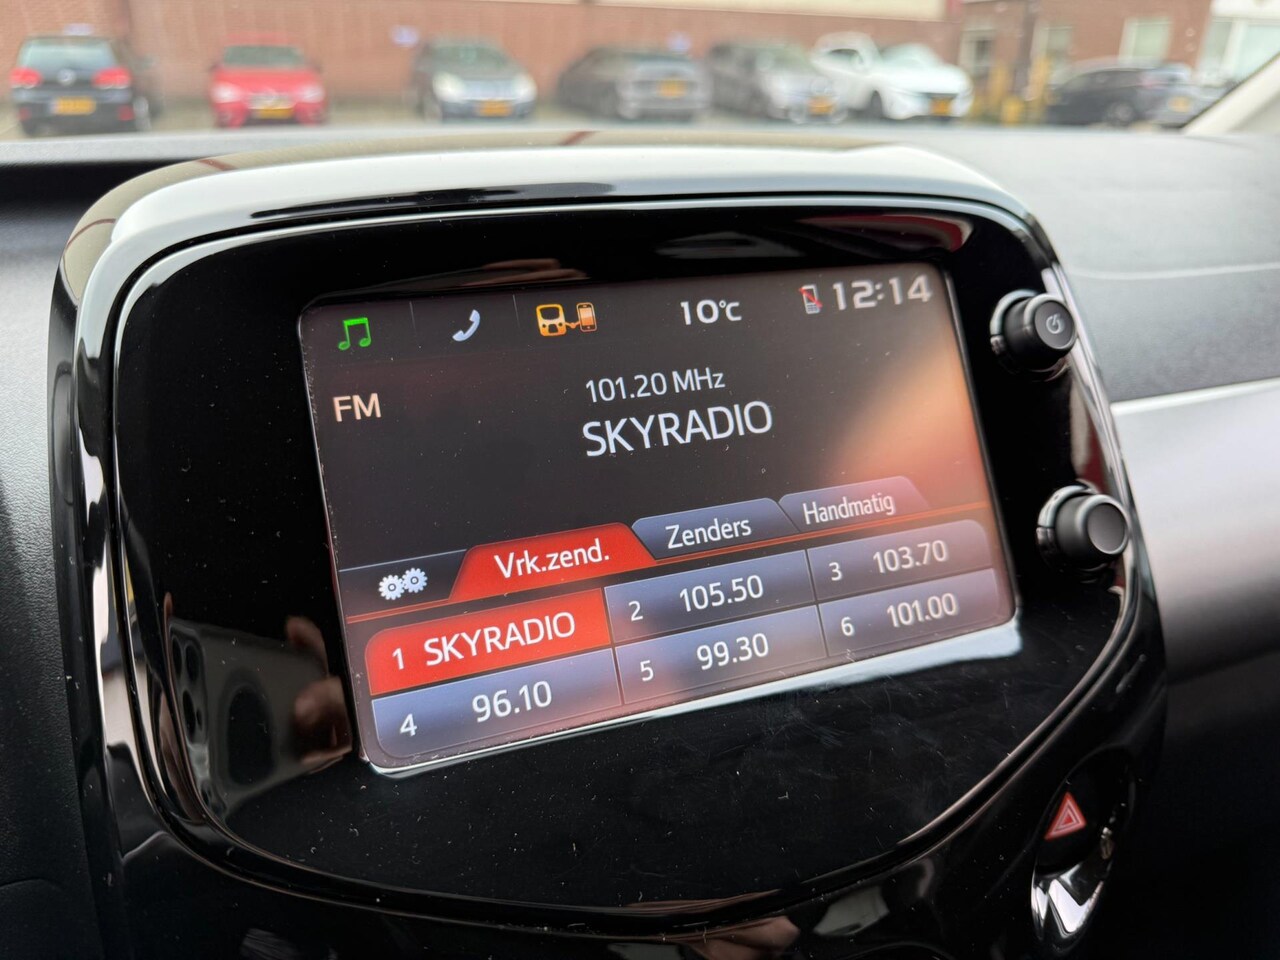 10°C
12:14
FM
101.20 MHz
SKYRADIO
Vrk.zend.
Zenders
Handmatig
1 SKYRADIO
2 105.50
3 103.70
4 96.10
5 99.30
6 101.00